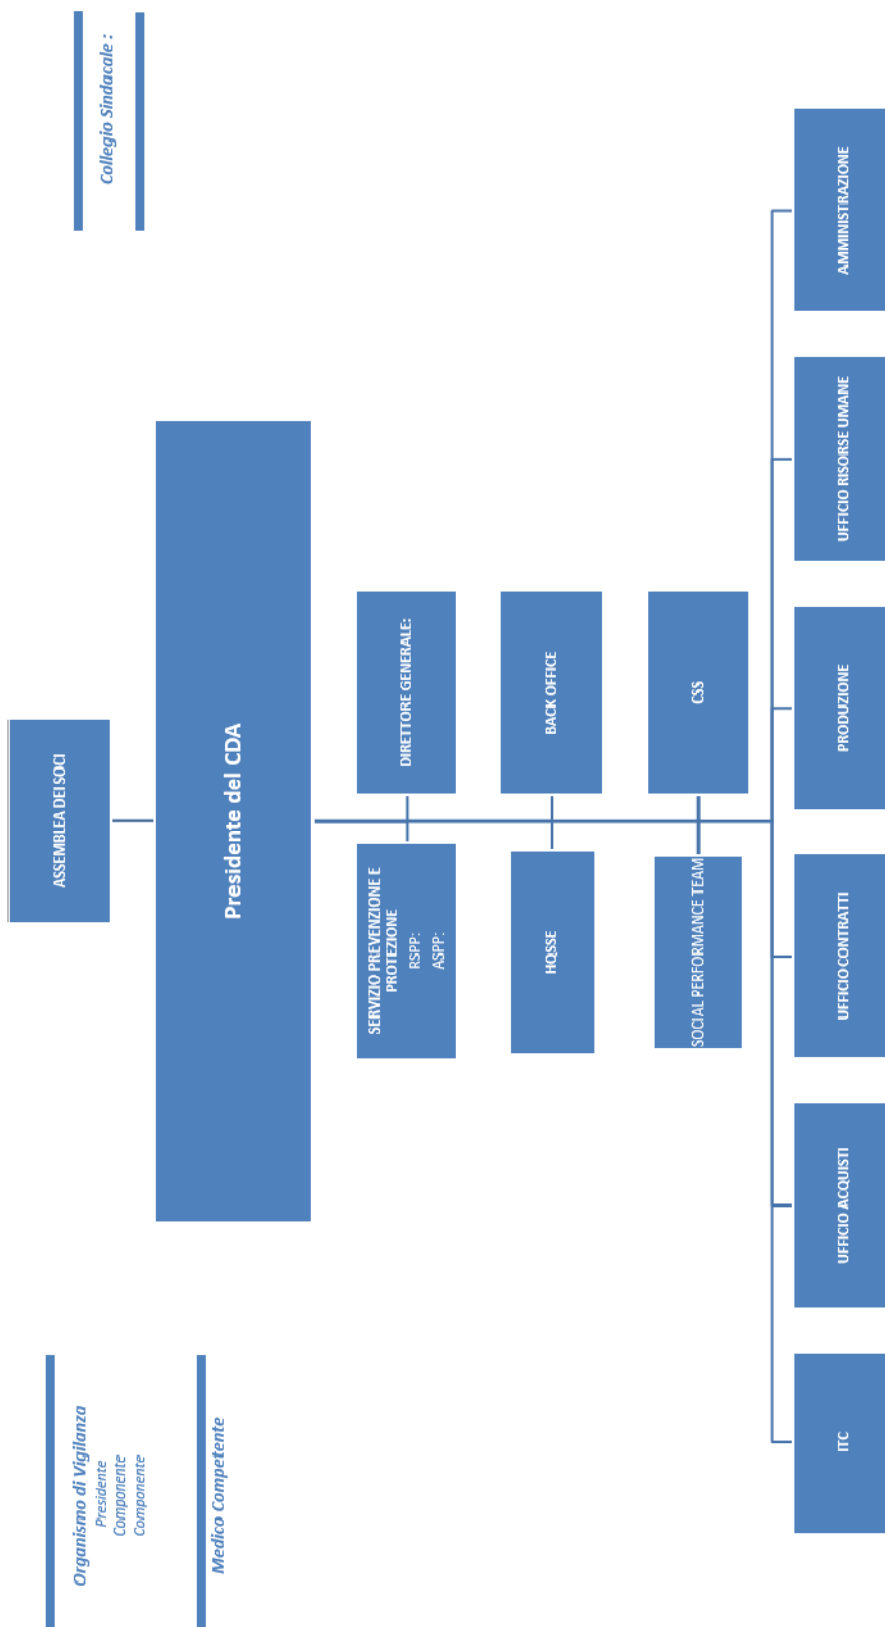 Organismo di Vigilanza
Presidente
Componente
Componente
Medico Competente
Collegio Sindacale :
ASSEMBLEA DEI SOCI
Presidente del CDA
SERVIZIO PREVENZIONE E
PROTEZIONE
RSPP:
ASPP:
DIRETTORE GENERALE:
HQSSE
BACK OFFICE
SOCIAL PERFORMANCE TEAM
CSS
ITC
UFFICIO ACQUISTI
UFFICIO CONTRATTI
PRODUZIONE
UFFICIO RISORSE UMANE
AMMINISTRAZIONE